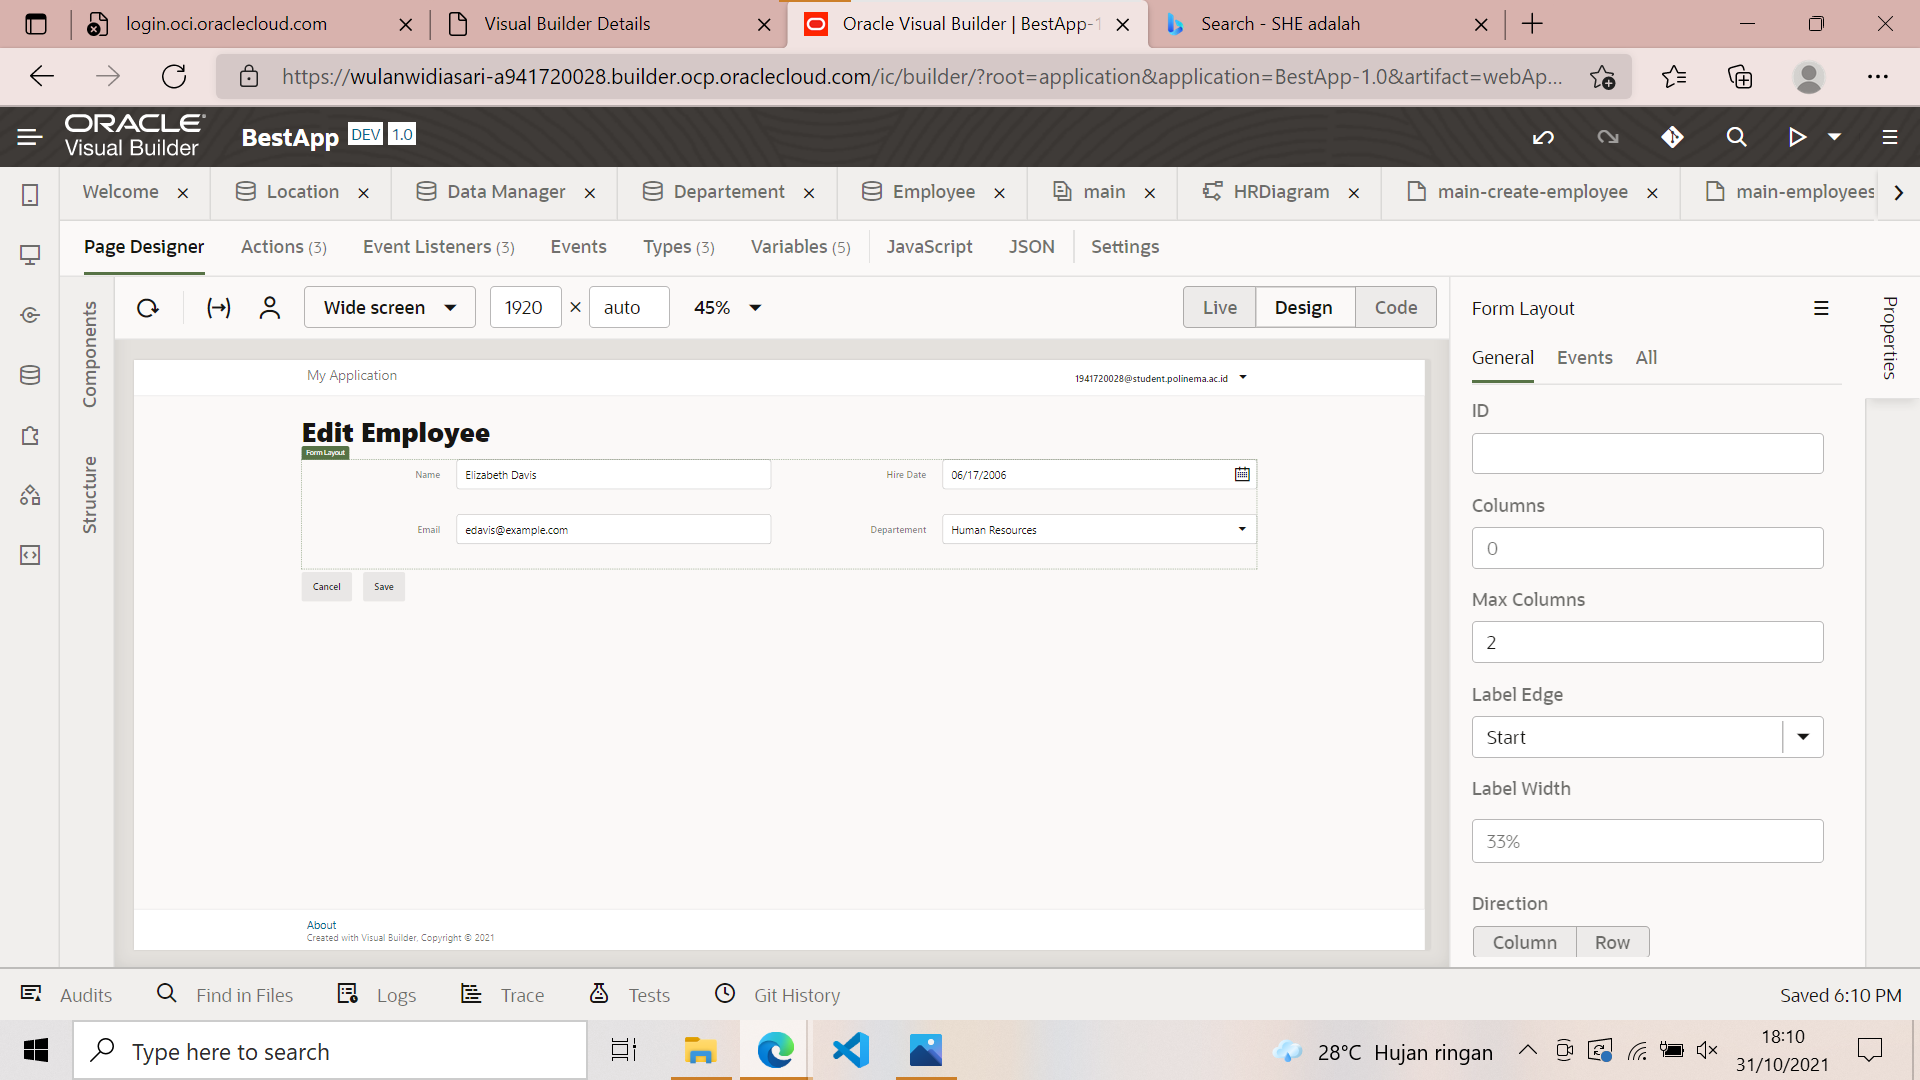 login.oci.oraclecloud.com
Visual Builder Details
Oracle Visual Builder | BestApp-1
Search - SHE adalah
https://wulanwidiasari-a941720028.builder.ocp.oraclecloud.com/ic/builder/?root=application&application=BestApp-1.0&artifact=webAp...
ORACLE
Visual Builder
BestApp DEV 1.0
Welcome
Location
Data Manager
Departement
Employee
main
HRDiagram
main-create-employee
main-employees
Page Designer
Actions (3)
Event Listeners (3)
Events
Types (3)
Variables (5)
JavaScript
JSON
Settings
Components
Structure
Wide screen
1920 × auto
45%
Live
Design
Code
My Application
1941720028@student.polinema.ac.id
Edit Employee
Form Layout
Name
Elizabeth Davis
Hire Date
06/17/2006
Email
edavis@example.com
Departement
Human Resources
Cancel
Save
About
Created with Visual Builder. Copyright © 2021
Form Layout
General
Events
All
ID
Columns
0
Max Columns
2
Label Edge
Start
Label Width
33%
Direction
Column
Row
Properties
Audits
Find in Files
Logs
Trace
Tests
Git History
Saved 6:10 PM
Type here to search
28°C Hujan ringan
18:10
31/10/2021